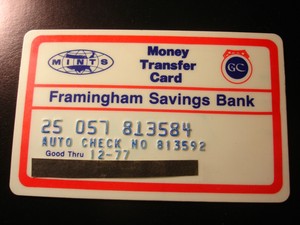 MINTS
Money
Transfer
Card
GC
Framingham Savings Bank
25 057 813584
AUTO CHECK NO 813592
Good Thru 12-77